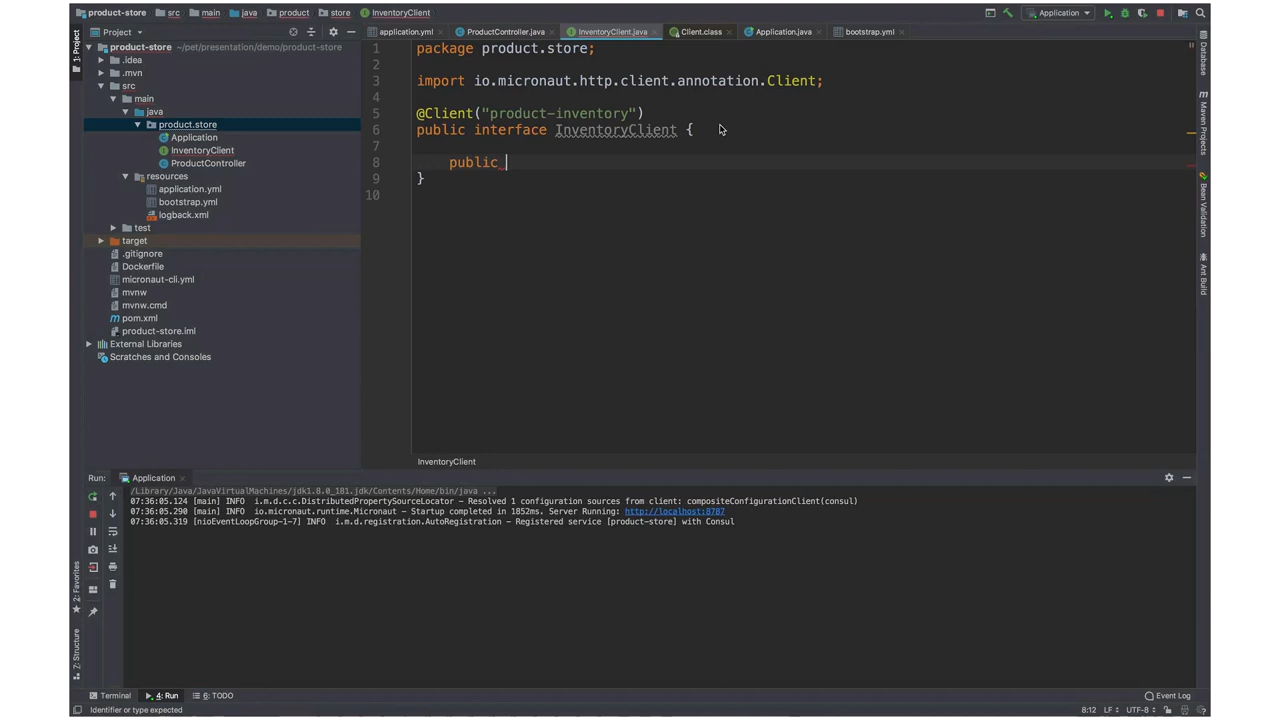 product-store src main java product store InventoryClient Application
Project application.yml ProductController.java InventoryClient.java Client.class Application.java bootstrap.yml
product-store ~/pet/presentation/demo/product-store
.idea
.mvn
src
main
java
product.store
Application
InventoryClient
ProductController
resources
application.yml
bootstrap.yml
logback.xml
test
target
.gitignore
Dockerfile
micronaut-cli.yml
mvnw
mvnw.cmd
pom.xml
product-store.iml
External Libraries
Scratches and Consoles
1 package product.store;
2
3 import io.micronaut.http.client.annotation.Client;
4
5 @Client("product-inventory")
6 public interface InventoryClient {
7
8 public
9 }
10
InventoryClient
1: Project
2: Favorites
Z: Structure
Database
Maven Projects
Bean Validation
Ant Build
Run: Application
/Library/Java/JavaVirtualMachines/jdk1.8.0_181.jdk/Contents/Home/bin/java ...
07:36:05.124 [main] INFO i.m.d.c.c.DistributedPropertySourceLocator - Resolved 1 configuration sources from client: compositeConfigurationClient(consul)
07:36:05.290 [main] INFO io.micronaut.runtime.Micronaut - Startup completed in 1852ms. Server Running: http://localhost:8787
07:36:05.319 [nioEventLoopGroup-1-7] INFO i.m.d.registration.AutoRegistration - Registered service [product-store] with Consul
Terminal 4: Run 6: TODO Event Log
Identifier or type expected 8:12 LF UTF-8